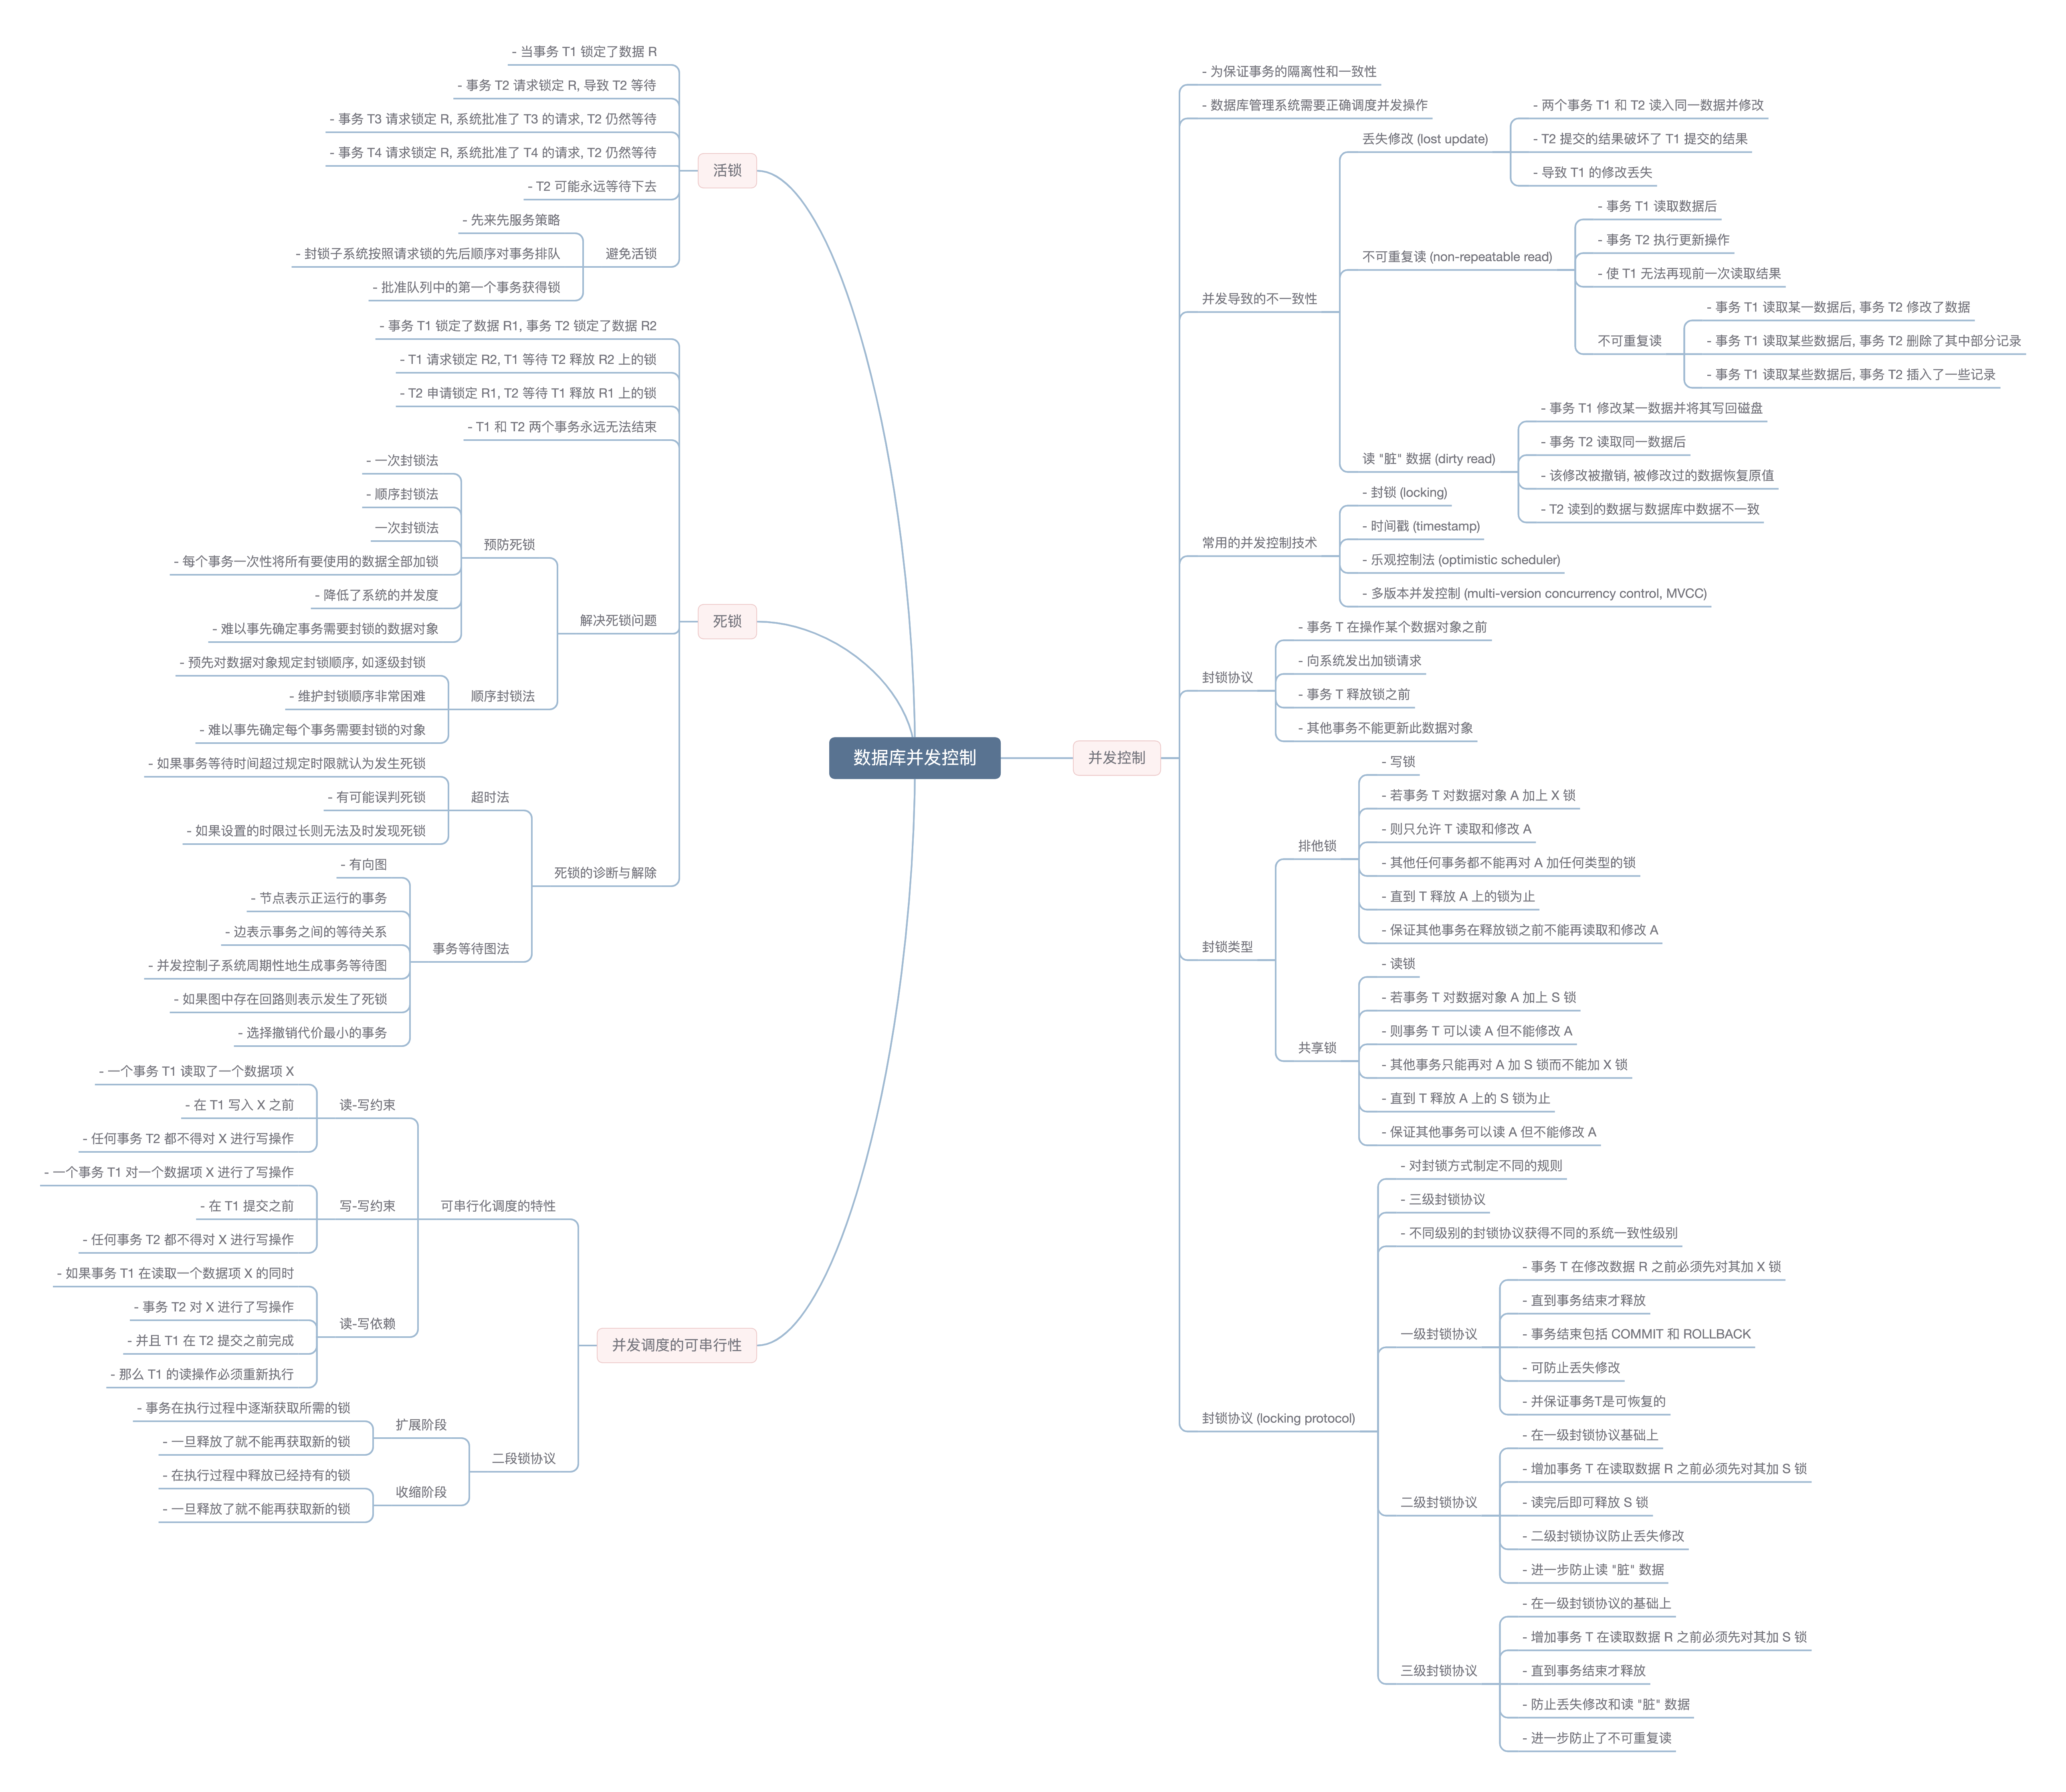 数据库并发控制
并发控制
- 为保证事务的隔离性和一致性
- 数据库管理系统需要正确调度并发操作
并发导致的不一致性
丢失修改 (lost update)
- 两个事务 T1 和 T2 读入同一数据并修改
- T2 提交的结果破坏了 T1 提交的结果
- 导致 T1 的修改丢失
不可重复读 (non-repeatable read)
- 事务 T1 读取数据后
- 事务 T2 执行更新操作
- 使 T1 无法再现前一次读取结果
不可重复读
- 事务 T1 读取某一数据后, 事务 T2 修改了数据
- 事务 T1 读取某些数据后, 事务 T2 删除了其中部分记录
- 事务 T1 读取某些数据后, 事务 T2 插入了一些记录
读 "脏" 数据 (dirty read)
- 事务 T1 修改某一数据并将其写回磁盘
- 事务 T2 读取同一数据后
- 该修改被撤销, 被修改过的数据恢复原值
- T2 读到的数据与数据库中数据不一致
常用的并发控制技术
- 封锁 (locking)
- 时间戳 (timestamp)
- 乐观控制法 (optimistic scheduler)
- 多版本并发控制 (multi-version concurrency control, MVCC)
封锁协议
- 事务 T 在操作某个数据对象之前
- 向系统发出加锁请求
- 事务 T 释放锁之前
- 其他事务不能更新此数据对象
封锁类型
排他锁
- 写锁
- 若事务 T 对数据对象 A 加上 X 锁
- 则只允许 T 读取和修改 A
- 其他任何事务都不能再对 A 加任何类型的锁
- 直到 T 释放 A 上的锁为止
- 保证其他事务在释放锁之前不能再读取和修改 A
共享锁
- 读锁
- 若事务 T 对数据对象 A 加上 S 锁
- 则事务 T 可以读 A 但不能修改 A
- 其他事务只能再对 A 加 S 锁而不能加 X 锁
- 直到 T 释放 A 上的 S 锁为止
- 保证其他事务可以读 A 但不能修改 A
封锁协议 (locking protocol)
- 对封锁方式制定不同的规则
- 三级封锁协议
- 不同级别的封锁协议获得不同的系统一致性级别
一级封锁协议
- 事务 T 在修改数据 R 之前必须先对其加 X 锁
- 直到事务结束才释放
- 事务结束包括 COMMIT 和 ROLLBACK
- 可防止丢失修改
- 并保证事务T是可恢复的
二级封锁协议
- 在一级封锁协议基础上
- 增加事务 T 在读取数据 R 之前必须先对其加 S 锁
- 读完后即可释放 S 锁
- 二级封锁协议防止丢失修改
- 进一步防止读 "脏" 数据
三级封锁协议
- 在一级封锁协议的基础上
- 增加事务 T 在读取数据 R 之前必须先对其加 S 锁
- 直到事务结束才释放
- 防止丢失修改和读 "脏" 数据
- 进一步防止了不可重复读
活锁
- 当事务 T1 锁定了数据 R
- 事务 T2 请求锁定 R, 导致 T2 等待
- 事务 T3 请求锁定 R, 系统批准了 T3 的请求, T2 仍然等待
- 事务 T4 请求锁定 R, 系统批准了 T4 的请求, T2 仍然等待
- T2 可能永远等待下去
避免活锁
- 先来先服务策略
- 封锁子系统按照请求锁的先后顺序对事务排队
- 批准队列中的第一个事务获得锁
死锁
- 事务 T1 锁定了数据 R1, 事务 T2 锁定了数据 R2
- T1 请求锁定 R2, T1 等待 T2 释放 R2 上的锁
- T2 申请锁定 R1, T2 等待 T1 释放 R1 上的锁
- T1 和 T2 两个事务永远无法结束
解决死锁问题
预防死锁
- 一次封锁法
- 顺序封锁法
一次封锁法
- 每个事务一次性将所有要使用的数据全部加锁
- 降低了系统的并发度
- 难以事先确定事务需要封锁的数据对象
顺序封锁法
- 预先对数据对象规定封锁顺序, 如逐级封锁
- 维护封锁顺序非常困难
- 难以事先确定每个事务需要封锁的对象
死锁的诊断与解除
超时法
- 如果事务等待时间超过规定时限就认为发生死锁
- 有可能误判死锁
- 如果设置的时限过长则无法及时发现死锁
事务等待图法
- 有向图
- 节点表示正运行的事务
- 边表示事务之间的等待关系
- 并发控制子系统周期性地生成事务等待图
- 如果图中存在回路则表示发生了死锁
- 选择撤销代价最小的事务
并发调度的可串行性
可串行化调度的特性
读-写约束
- 一个事务 T1 读取了一个数据项 X
- 在 T1 写入 X 之前
- 任何事务 T2 都不得对 X 进行写操作
写-写约束
- 一个事务 T1 对一个数据项 X 进行了写操作
- 在 T1 提交之前
- 任何事务 T2 都不得对 X 进行写操作
读-写依赖
- 如果事务 T1 在读取一个数据项 X 的同时
- 事务 T2 对 X 进行了写操作
- 并且 T1 在 T2 提交之前完成
- 那么 T1 的读操作必须重新执行
二段锁协议
扩展阶段
- 事务在执行过程中逐渐获取所需的锁
- 一旦释放了就不能再获取新的锁
收缩阶段
- 在执行过程中释放已经持有的锁
- 一旦释放了就不能再获取新的锁